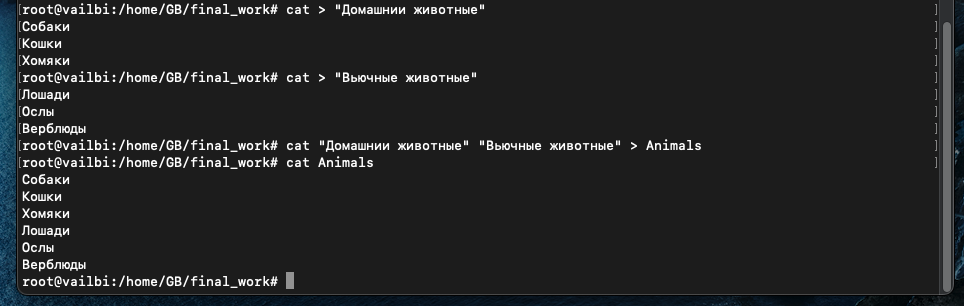 [root@vailbi:/home/GB/final_work# cat > "Домашнии животные" ]
[Собаки ]
[Кошки ]
[Хомяки ]
[root@vailbi:/home/GB/final_work# cat > "Вьючные животные" ]
[Лошади ]
[Ослы ]
[Верблюды ]
[root@vailbi:/home/GB/final_work# cat "Домашнии животные" "Вьючные животные" > Animals ]
[root@vailbi:/home/GB/final_work# cat Animals ]
Собаки
Кошки
Хомяки
Лошади
Ослы
Верблюды
root@vailbi:/home/GB/final_work#